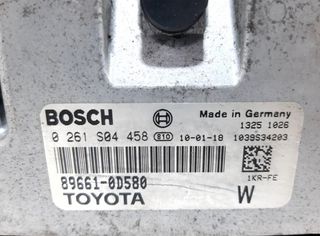 BOSCH Made in Germany
1325 1026
0 261 S04 458 810 10-01-18 1039S34203
89661-0D580 1KR-FE
TOYOTA W